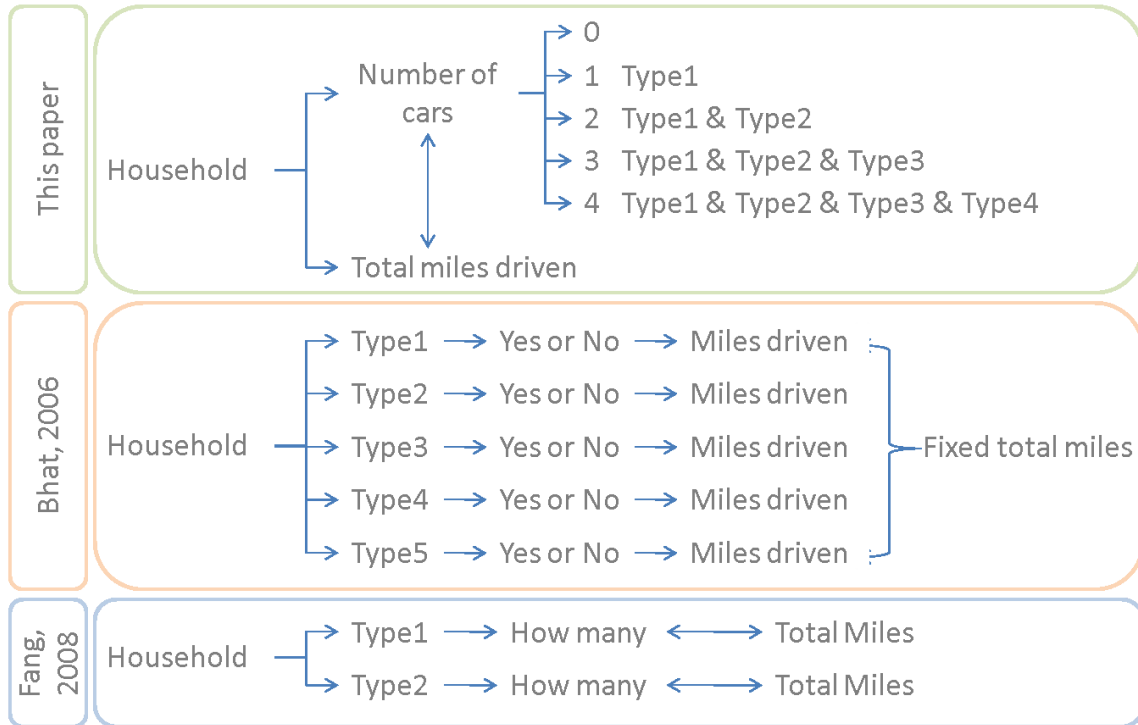 This paper
Household
Number of
cars
0
1 Type1
2 Type1 & Type2
3 Type1 & Type2 & Type3
4 Type1 & Type2 & Type3 & Type4
Total miles driven
Bhat, 2006
Household
Type1 Yes or No Miles driven
Type2 Yes or No Miles driven
Type3 Yes or No Miles driven
Type4 Yes or No Miles driven
Type5 Yes or No Miles driven
Fixed total miles
Fang,
2008
Household
Type1 How many Total Miles
Type2 How many Total Miles